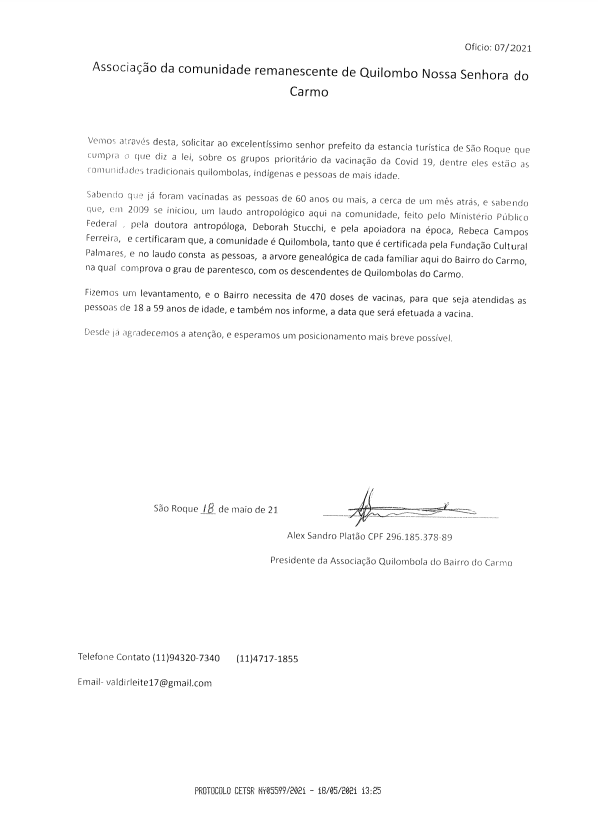 Ofício: 07/2021
Associação da comunidade remanescente de Quilombo Nossa Senhora do
Carmo
Vemos através desta, solicitar ao excelentíssimo senhor prefeito da estancia turística de São Roque que
cumpra o que diz a lei, sobre os grupos prioritário da vacinação da Covid 19, dentre eles estão as
comunidades tradicionais quilombolas, indígenas e pessoas de mais idade.
Sabendo que já foram vacinadas as pessoas de 60 anos ou mais, a cerca de um mês atrás, e sabendo
que, em 2009 se iniciou, um laudo antropológico aqui na comunidade, feito pelo Ministério Público
Federal , pela doutora antropóloga, Deborah Stucchi, e pela apoiadora na época, Rebeca Campos
Ferreira, e certificaram que, a comunidade é Quilombola, tanto que é certificada pela Fundação Cultural
Palmares, e no laudo consta as pessoas, a arvore genealógica de cada familiar aqui do Bairro do Carmo,
na qual comprova o grau de parentesco, com os descendentes de Quilombolas do Carmo.
Fizemos um levantamento, e o Bairro necessita de 470 doses de vacinas, para que seja atendidas as
pessoas de 18 a 59 anos de idade, e também nos informe, a data que será efetuada a vacina.
Desde já agradecemos a atenção, e esperamos um posicionamento mais breve possível.
São Roque 18 de maio de 21
Alex Sandro Platão CPF 296.185.378-89
Presidente da Associação Quilombola do Bairro do Carmo
Telefone Contato (11)94320-7340 (11)4717-1855
Email- valdirleite17@gmail.com
PROTOCOLO CETSR Nº05599/2021 - 18/05/2021 13:25